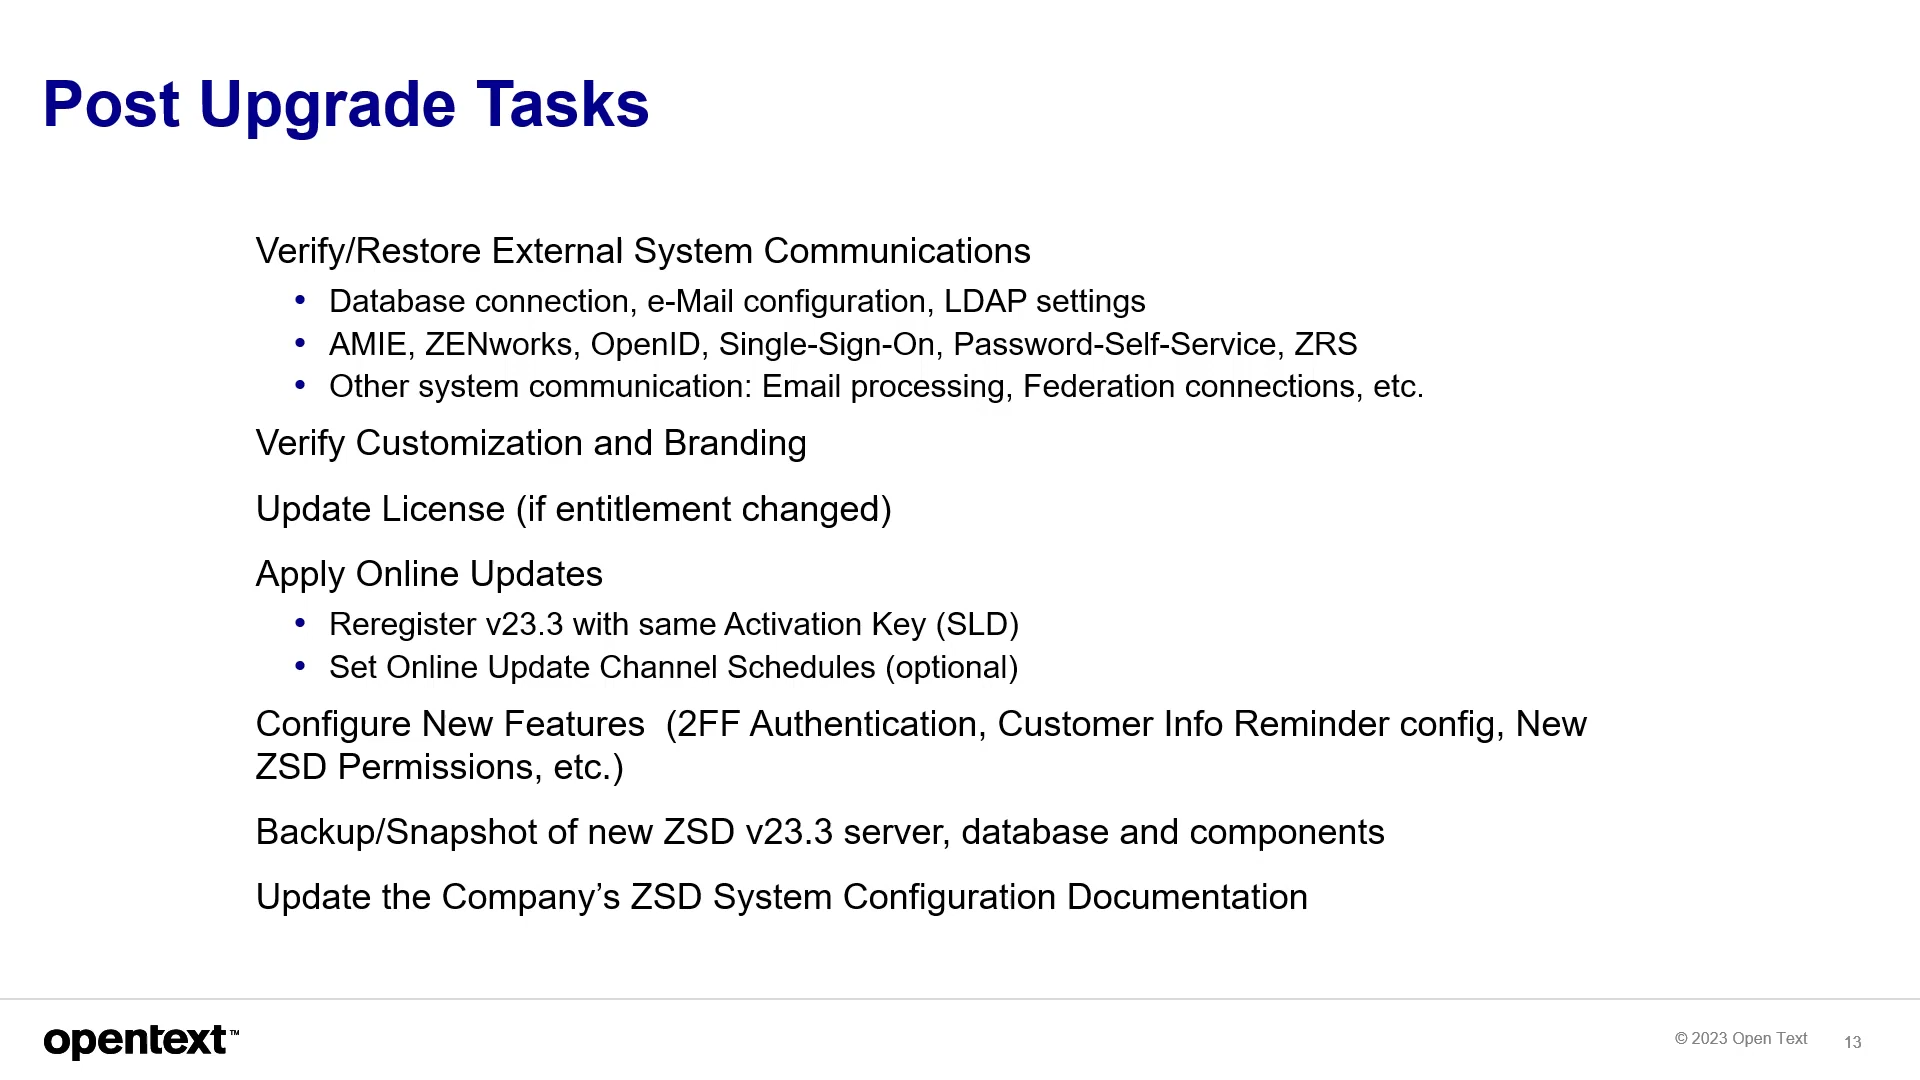 Post Upgrade Tasks
Verify/Restore External System Communications
• Database connection, e-Mail configuration, LDAP settings
• AMIE, ZENworks, OpenID, Single-Sign-On, Password-Self-Service, ZRS
• Other system communication: Email processing, Federation connections, etc.
Verify Customization and Branding
Update License (if entitlement changed)
Apply Online Updates
• Reregister v23.3 with same Activation Key (SLD)
• Set Online Update Channel Schedules (optional)
Configure New Features  (2FF Authentication, Customer Info Reminder config, New
ZSD Permissions, etc.)
Backup/Snapshot of new ZSD v23.3 server, database and components
Update the Company’s ZSD System Configuration Documentation
opentext™
© 2023 Open Text
13